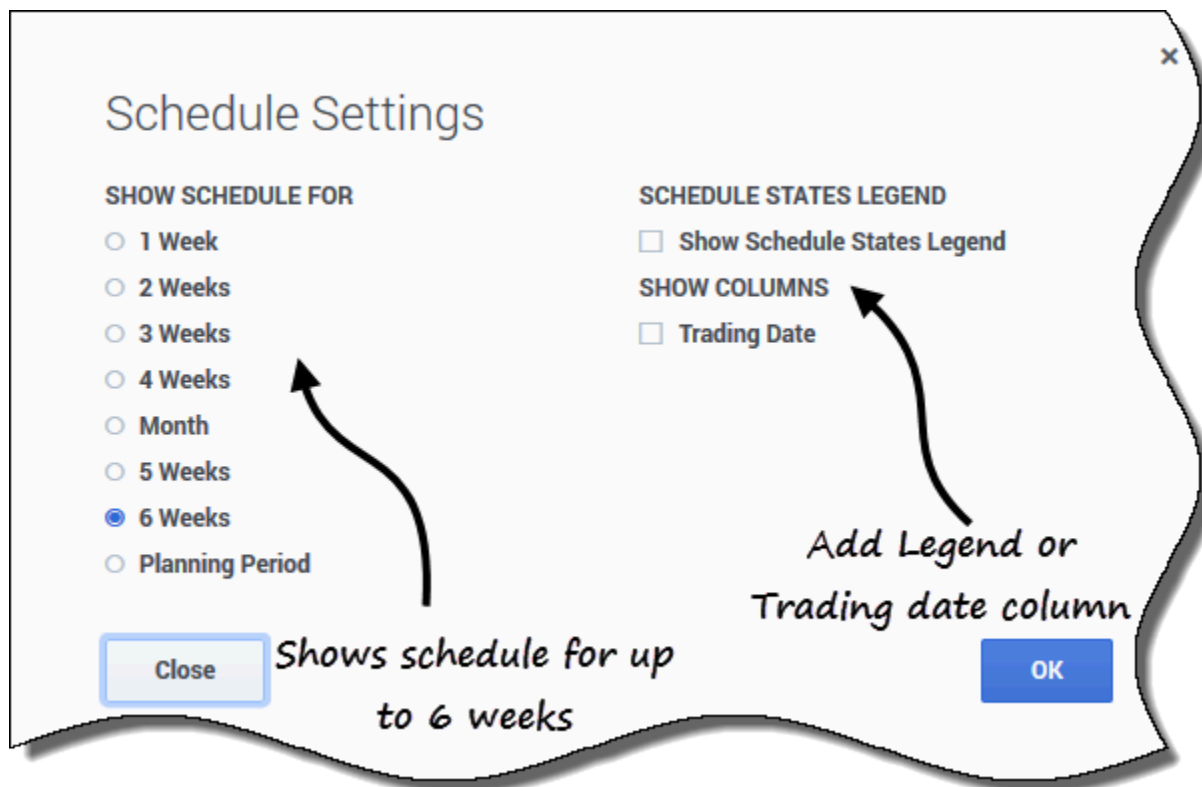 ×
Schedule Settings
SHOW SCHEDULE FOR
1 Week
2 Weeks
3 Weeks
4 Weeks
Month
5 Weeks
6 Weeks
Planning Period
SCHEDULE STATES LEGEND
Show Schedule States Legend
SHOW COLUMNS
Trading Date
Add Legend or
Trading date column
Shows schedule for up
to 6 weeks
Close
OK